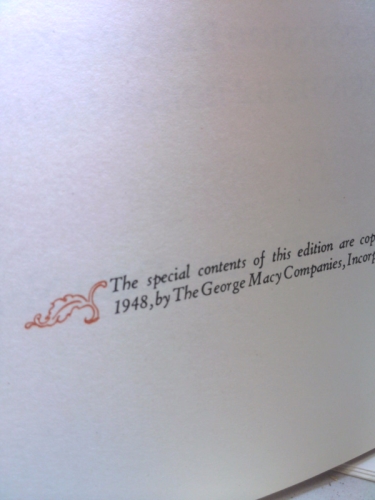 The special contents of this edition are cop
1948, by The George Macy Companies, Incorp